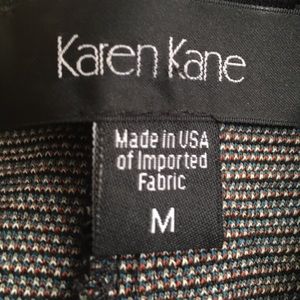 Karen Kane
Made in USA
of Imported
Fabric
M